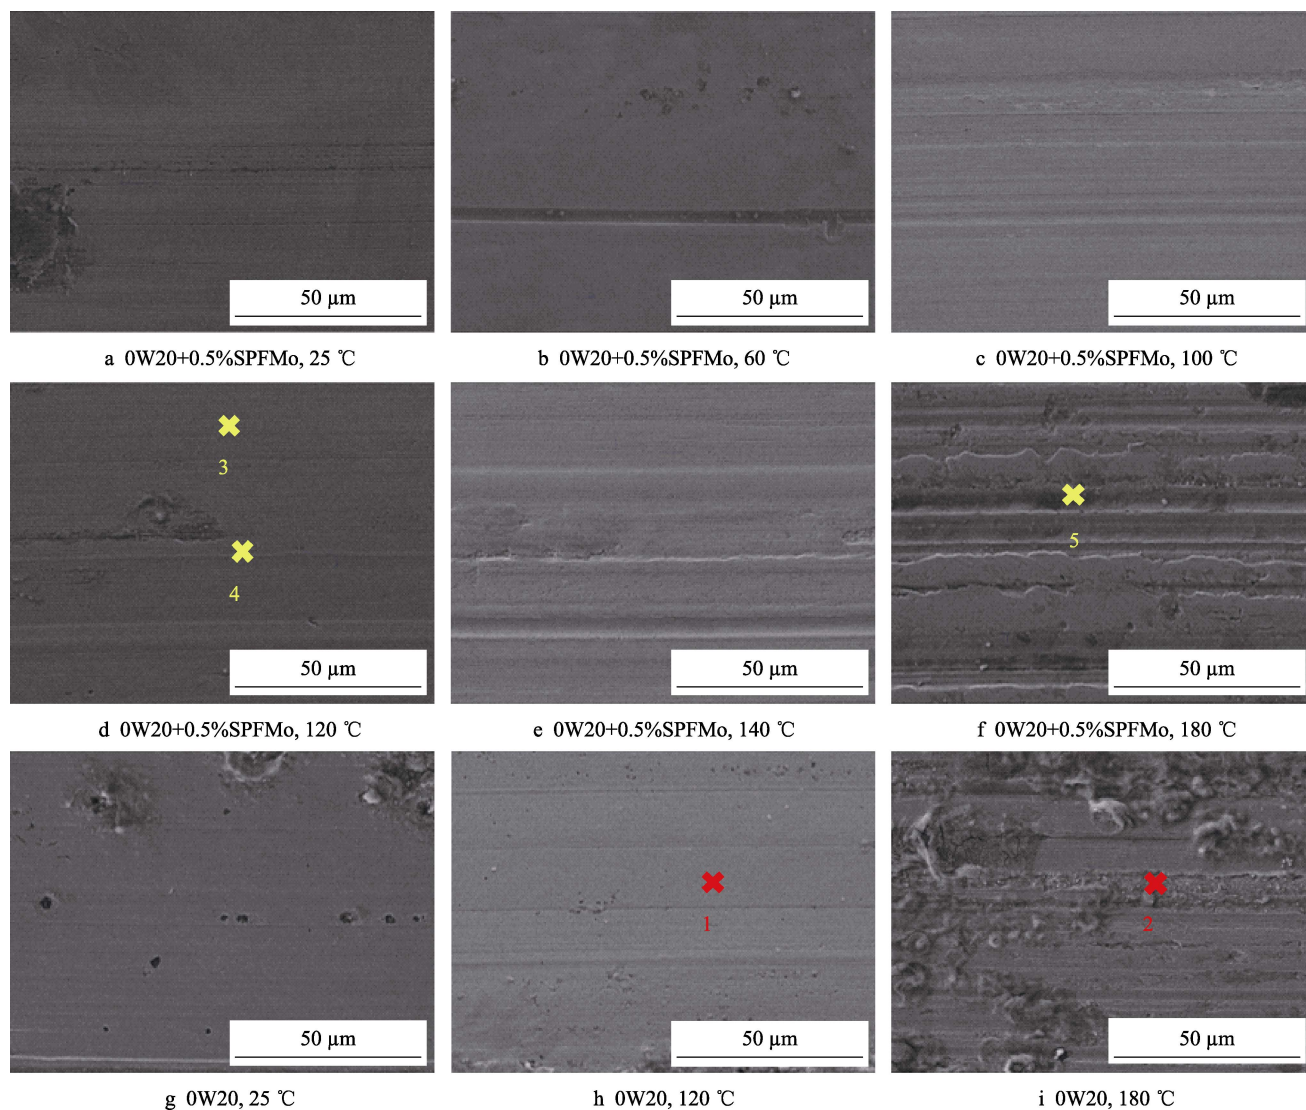 50 μm
50 μm
50 μm
a 0W20+0.5%SPFMo, 25 ℃
b 0W20+0.5%SPFMo, 60 ℃
c 0W20+0.5%SPFMo, 100 ℃
3
4
50 μm
50 μm
5
50 μm
d 0W20+0.5%SPFMo, 120 ℃
e 0W20+0.5%SPFMo, 140 ℃
f 0W20+0.5%SPFMo, 180 ℃
50 μm
1
50 μm
2
50 μm
g 0W20, 25 ℃
h 0W20, 120 ℃
i 0W20, 180 ℃